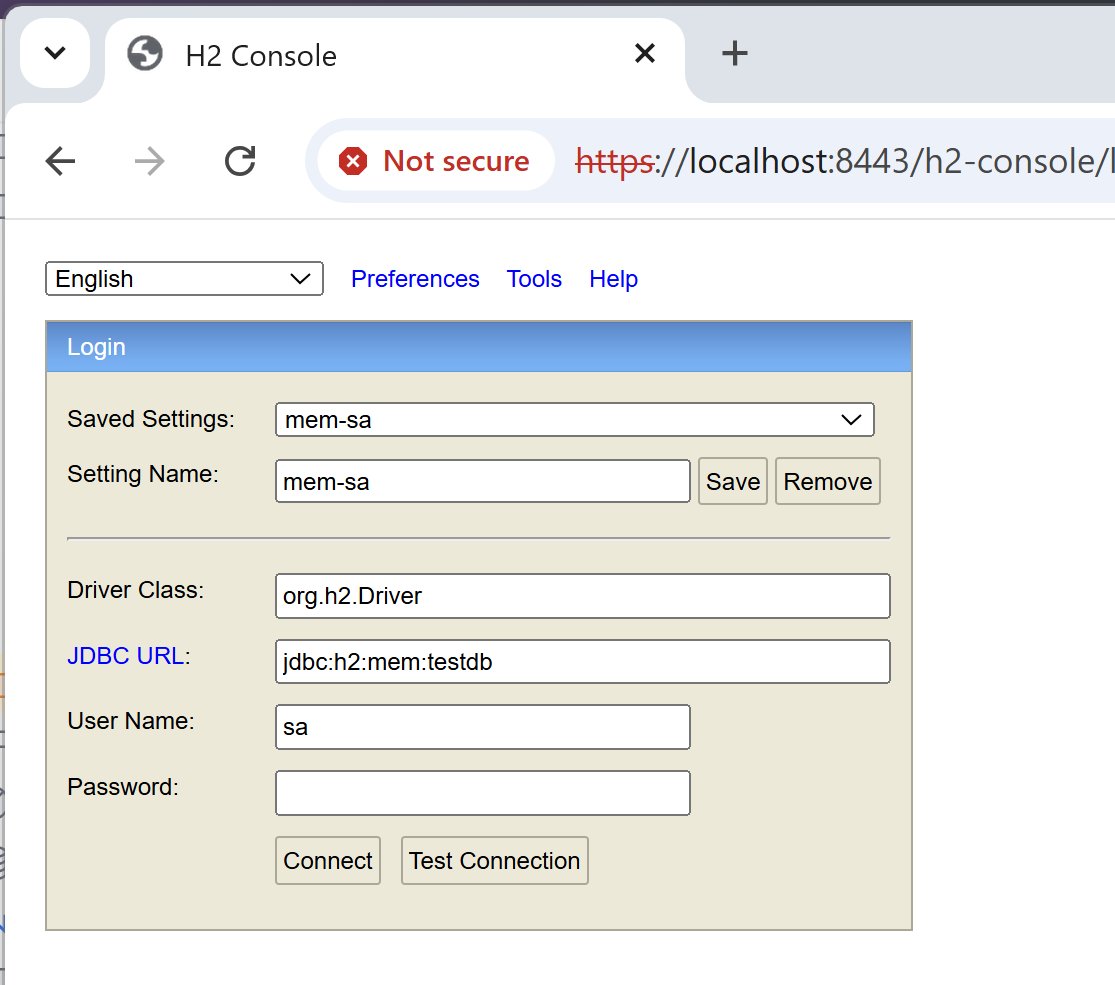 H2 Console
Not secure https://localhost:8443/h2-console/l
English Preferences Tools Help
Login
Saved Settings: mem-sa
Setting Name: mem-sa Save Remove
Driver Class: org.h2.Driver
JDBC URL: jdbc:h2:mem:testdb
User Name: sa
Password:
Connect Test Connection